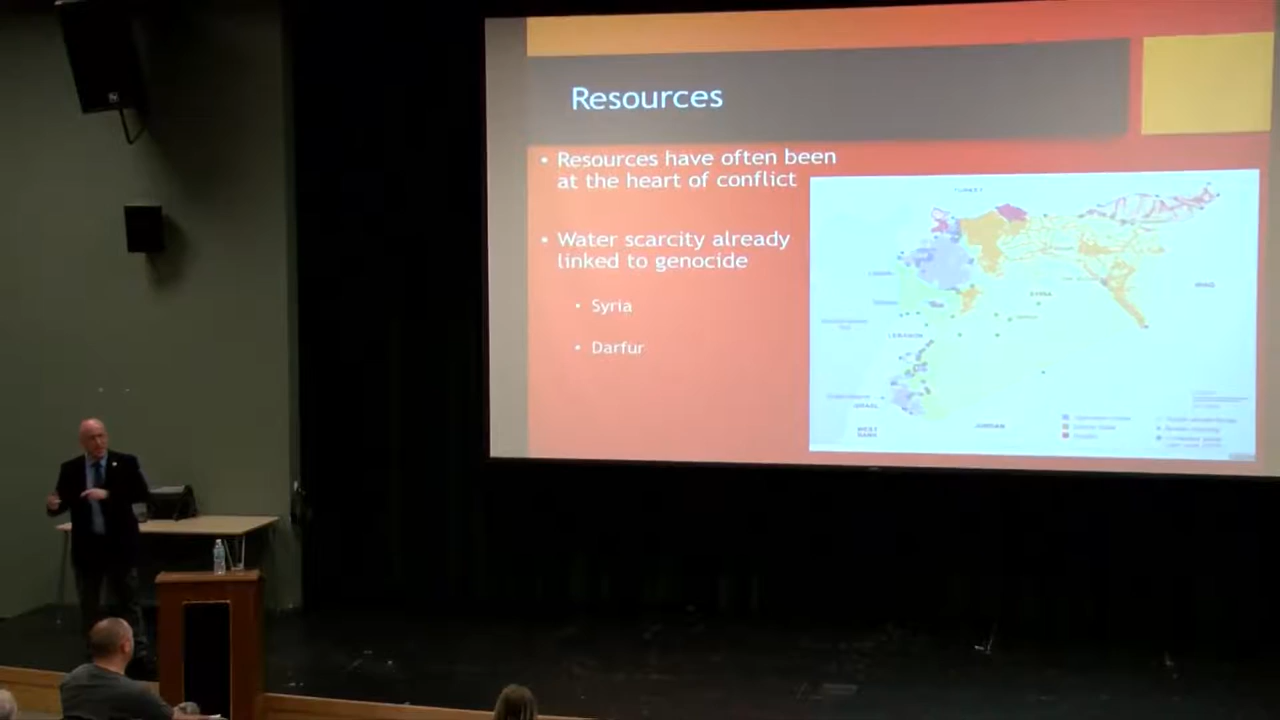 Resources
• Resources have often been
at the heart of conflict
• Water scarcity already
linked to genocide
• Syria
• Darfur
TURKEY
SYRIA
IRAQ
LEBANON
ISRAEL
WEST
BANK
JORDAN